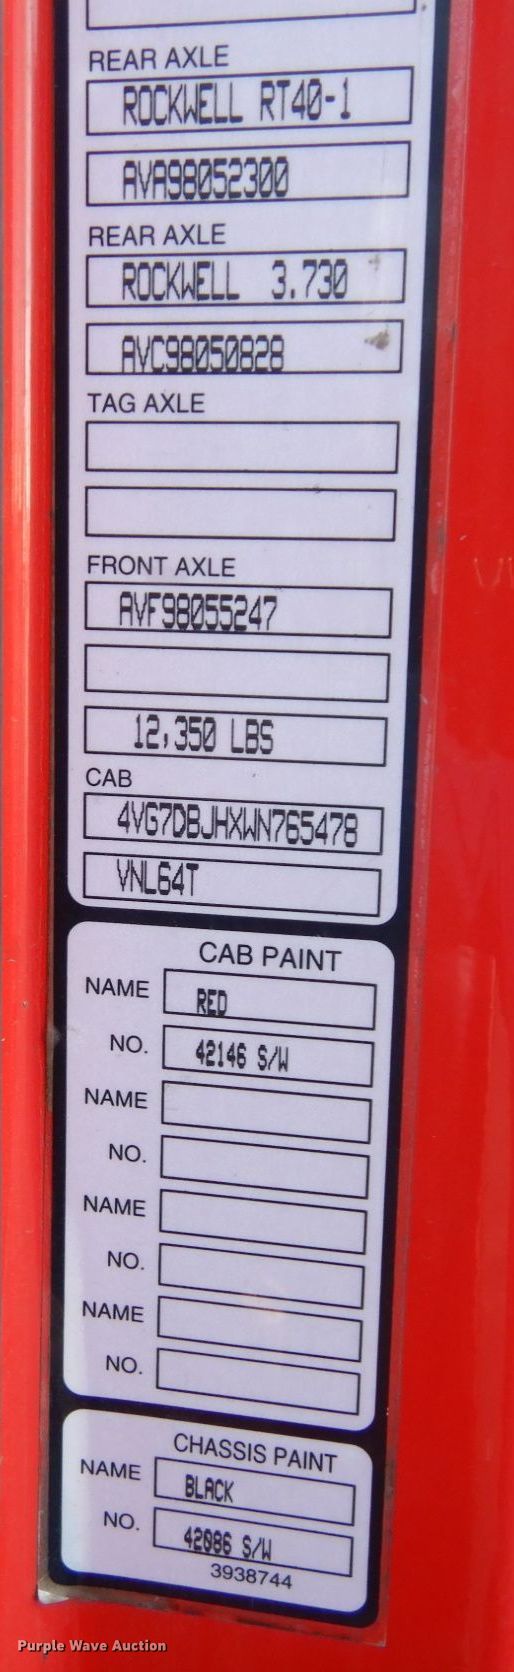 REAR AXLE
ROCKWELL RT40-1
AVA98052300
REAR AXLE
ROCKWELL 3.730
AVC98050828
TAG AXLE
FRONT AXLE
AVF98055247
12,350 LBS
CAB
4VG7DBJHXWN765478
VNL64T
CAB PAINT
NAME RED
NO. 42146 S/W
NAME
NO.
NAME
NO.
NAME
NO.
CHASSIS PAINT
NAME BLACK
NO. 42086 S/W
3938744
Purple Wave Auction